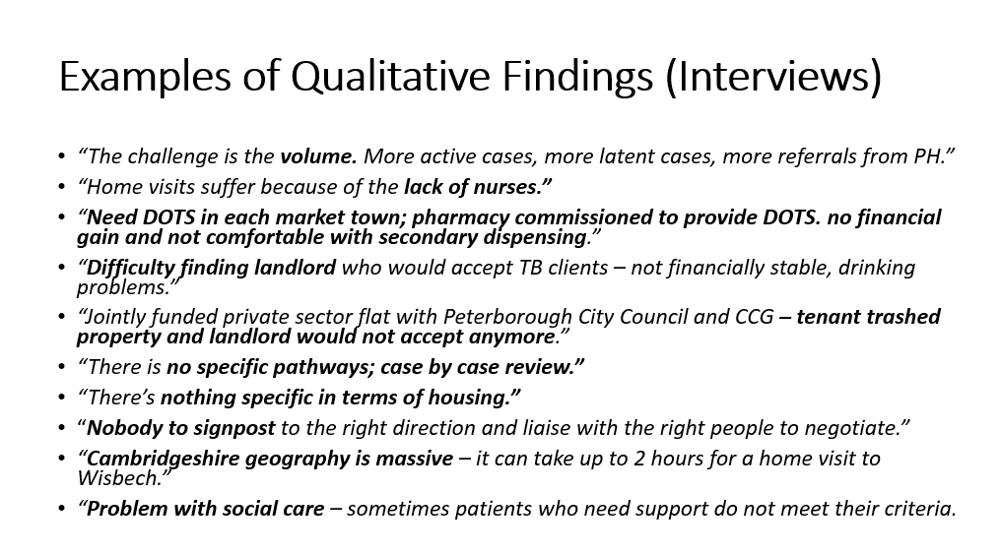 Examples of Qualitative Findings (Interviews)
• “The challenge is the volume. More active cases, more latent cases, more referrals from PH.”
• “Home visits suffer because of the lack of nurses.”
• “Need DOTS in each market town; pharmacy commissioned to provide DOTS. no financial
gain and not comfortable with secondary dispensing.”
• “Difficulty finding landlord who would accept TB clients – not financially stable, drinking
problems.”
• “Jointly funded private sector flat with Peterborough City Council and CCG – tenant trashed
property and landlord would not accept anymore.”
• “There is no specific pathways; case by case review.”
• “There’s nothing specific in terms of housing.”
• “Nobody to signpost to the right direction and liaise with the right people to negotiate.”
• “Cambridgeshire geography is massive – it can take up to 2 hours for a home visit to
Wisbech.”
• “Problem with social care – sometimes patients who need support do not meet their criteria.